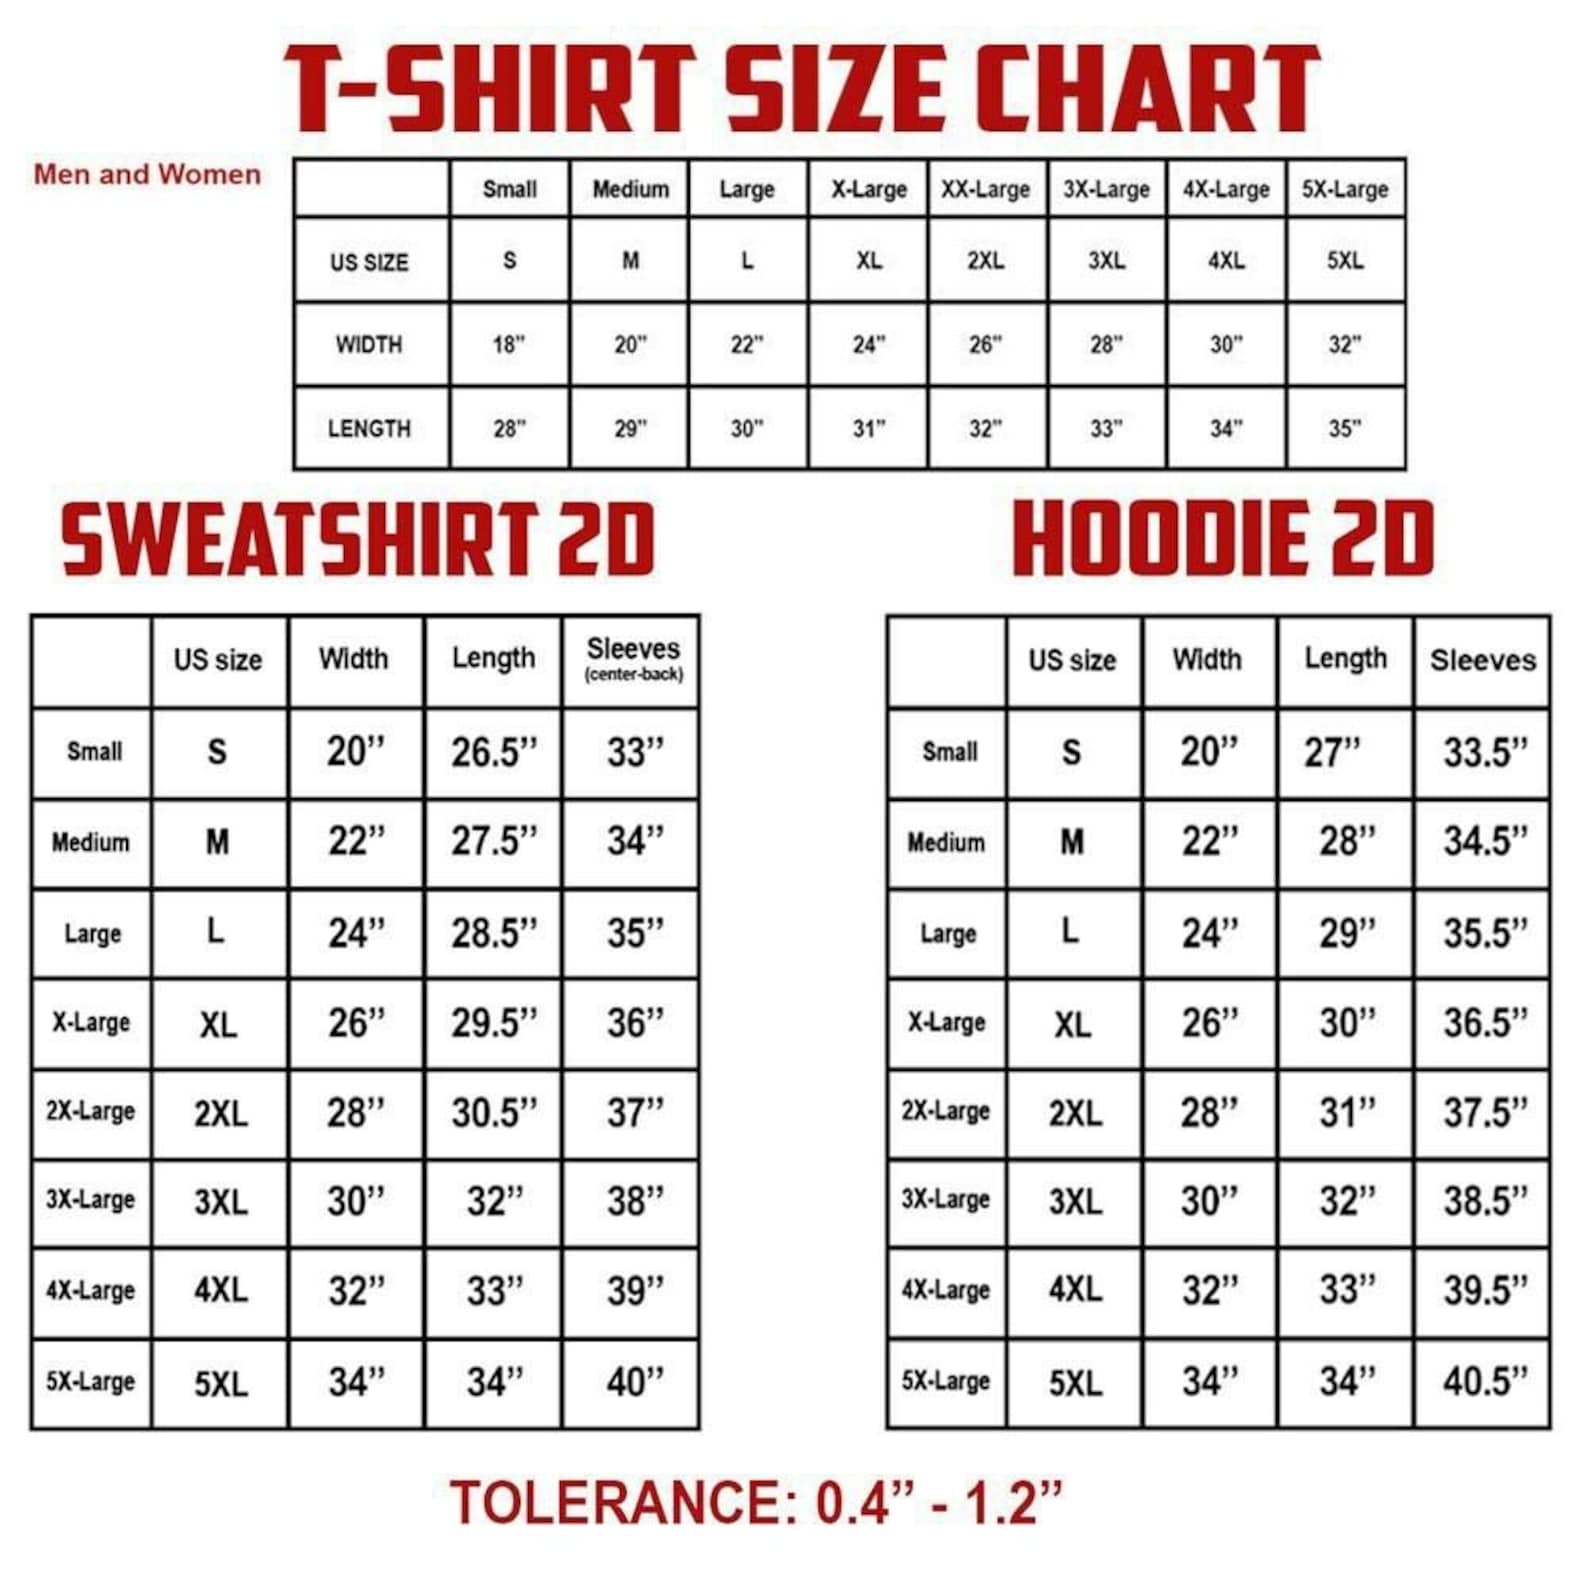 T-SHIRT SIZE CHART
Men and Women
Small Medium Large X-Large XX-Large 3X-Large 4X-Large 5X-Large
US SIZE S M L XL 2XL 3XL 4XL 5XL
WIDTH 18” 20” 22” 24” 26” 28” 30” 32”
LENGTH 28” 29” 30” 31” 32” 33” 34” 35”
SWEATSHIRT 2D
US size Width Length Sleeves
(center-back)
Small S 20’’ 26.5’’ 33’’
Medium M 22’’ 27.5’’ 34’’
Large L 24’’ 28.5’’ 35’’
X-Large XL 26’’ 29.5’’ 36’’
2X-Large 2XL 28’’ 30.5’’ 37’’
3X-Large 3XL 30’’ 32’’ 38’’
4X-Large 4XL 32’’ 33’’ 39’’
5X-Large 5XL 34’’ 34’’ 40’’
HOODIE 2D
US size Width Length Sleeves
Small S 20’’ 27’’ 33.5’’
Medium M 22’’ 28’’ 34.5’’
Large L 24’’ 29’’ 35.5’’
X-Large XL 26’’ 30’’ 36.5’’
2X-Large 2XL 28’’ 31’’ 37.5’’
3X-Large 3XL 30’’ 32’’ 38.5’’
4X-Large 4XL 32’’ 33’’ 39.5’’
5X-Large 5XL 34’’ 34’’ 40.5’’
TOLERANCE: 0.4” - 1.2”